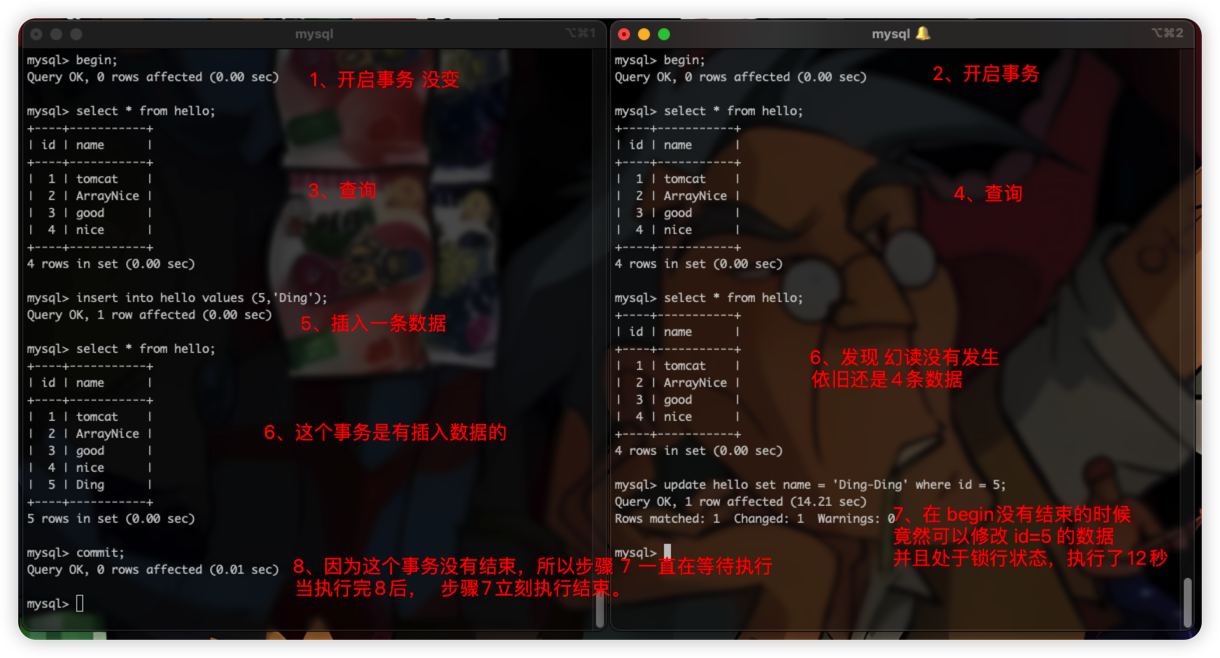 mysql
⌥⌘1
mysql> begin;
Query OK, 0 rows affected (0.00 sec)
1、开启事务 没变
mysql> select * from hello;
+----+-----------+
| id | name      |
+----+-----------+
|  1 | tomcat    |
|  2 | ArrayNice |
|  3 | good      |
|  4 | nice      |
+----+-----------+
4 rows in set (0.00 sec)
3、查询
mysql> insert into hello values (5,'Ding');
Query OK, 1 row affected (0.00 sec)
5、插入一条数据
mysql> select * from hello;
+----+-----------+
| id | name      |
+----+-----------+
|  1 | tomcat    |
|  2 | ArrayNice |
|  3 | good      |
|  4 | nice      |
|  5 | Ding      |
+----+-----------+
5 rows in set (0.00 sec)
6、这个事务是有插入数据的
mysql> commit;
Query OK, 0 rows affected (0.01 sec)
8、因为这个事务没有结束，所以步骤 7 一直在等待执行
当执行完8后， 步骤7立刻执行结束。
mysql>
mysql 🔔
⌥⌘2
mysql> begin;
Query OK, 0 rows affected (0.00 sec)
2、开启事务
mysql> select * from hello;
+----+-----------+
| id | name      |
+----+-----------+
|  1 | tomcat    |
|  2 | ArrayNice |
|  3 | good      |
|  4 | nice      |
+----+-----------+
4 rows in set (0.00 sec)
4、查询
mysql> select * from hello;
+----+-----------+
| id | name      |
+----+-----------+
|  1 | tomcat    |
|  2 | ArrayNice |
|  3 | good      |
|  4 | nice      |
+----+-----------+
4 rows in set (0.00 sec)
6、发现 幻读没有发生
依旧还是4条数据
mysql> update hello set name = 'Ding-Ding' where id = 5;
Query OK, 1 row affected (14.21 sec)
Rows matched: 1  Changed: 1  Warnings: 0
7、在 begin没有结束的时候
竟然可以修改 id=5 的数据
并且处于锁行状态，执行了12秒
mysql>